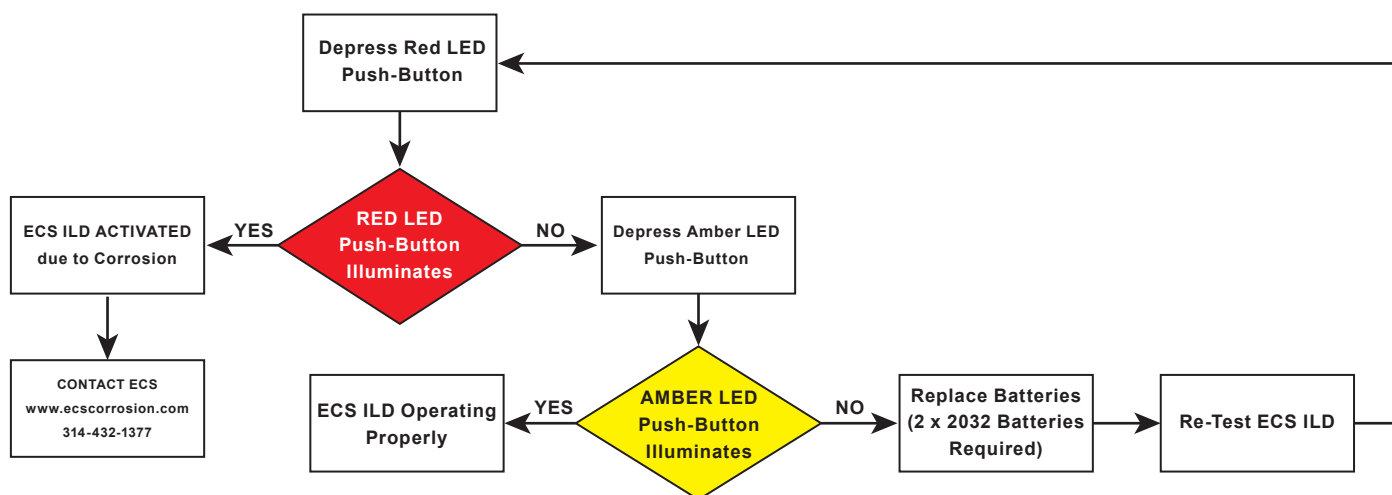 Depress Red LED
Push-Button
RED LED
Push-Button
Illuminates
YES
NO
ECS ILD ACTIVATED
due to Corrosion
CONTACT ECS
www.ecscorrosion.com
314-432-1377
Depress Amber LED
Push-Button
AMBER LED
Push-Button
Illuminates
YES
NO
ECS ILD Operating
Properly
Replace Batteries
(2 x 2032 Batteries
Required)
Re-Test ECS ILD